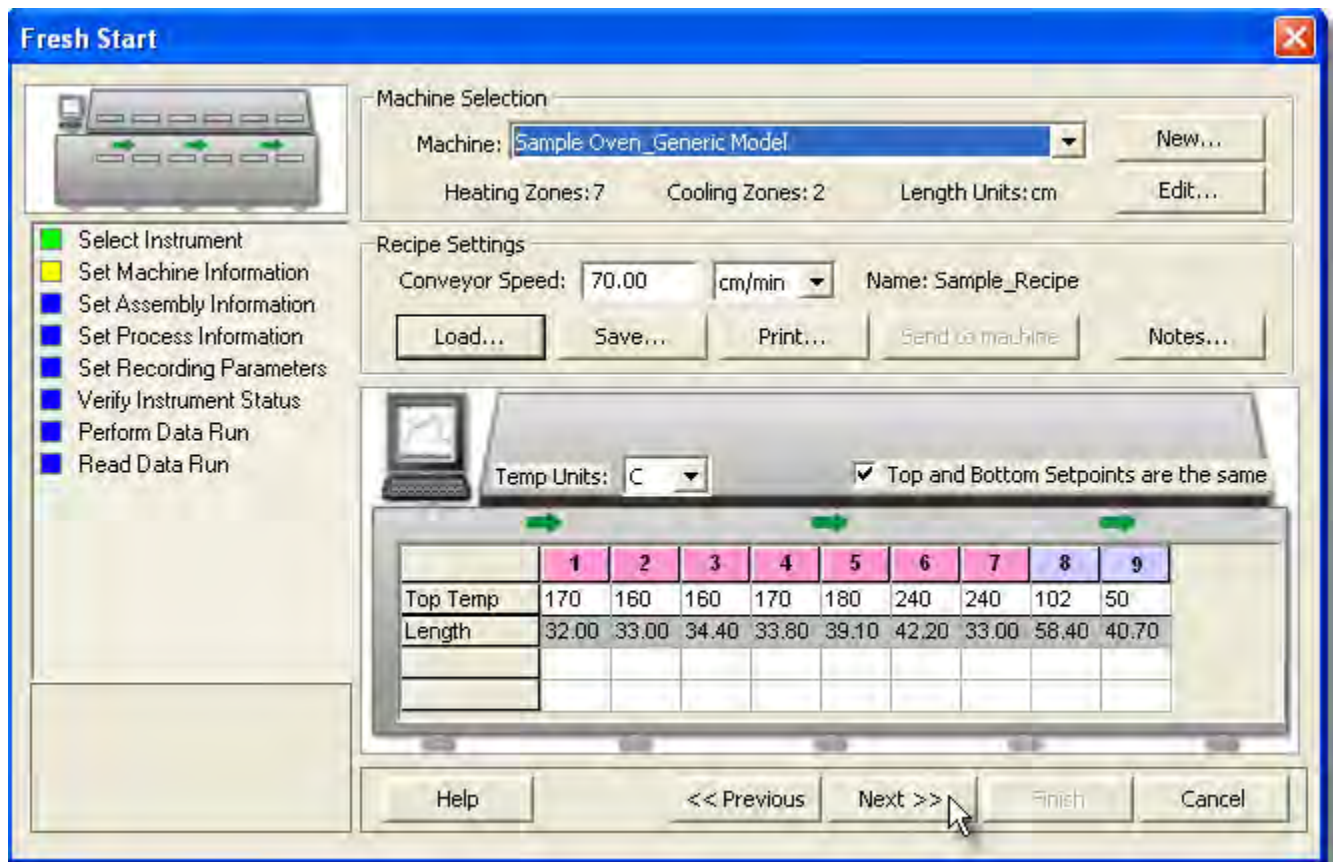 Fresh Start
Select Instrument
Set Machine Information
Set Assembly Information
Set Process Information
Set Recording Parameters
Verify Instrument Status
Perform Data Run
Read Data Run
Machine Selection
Machine: Sample Oven_Generic Model New...
Heating Zones: 7 Cooling Zones: 2 Length Units: cm Edit...
Recipe Settings
Conveyor Speed: 70.00 cm/min Name: Sample_Recipe
Load... Save... Print... Send to machine Notes...
Temp Units: C Top and Bottom Setpoints are the same
1 2 3 4 5 6 7 8 9
Top Temp 170 160 160 170 180 240 240 102 50
Length 32.00 33.00 34.40 33.80 39.10 42.20 33.00 58.40 40.70
Help << Previous Next >> Finish Cancel